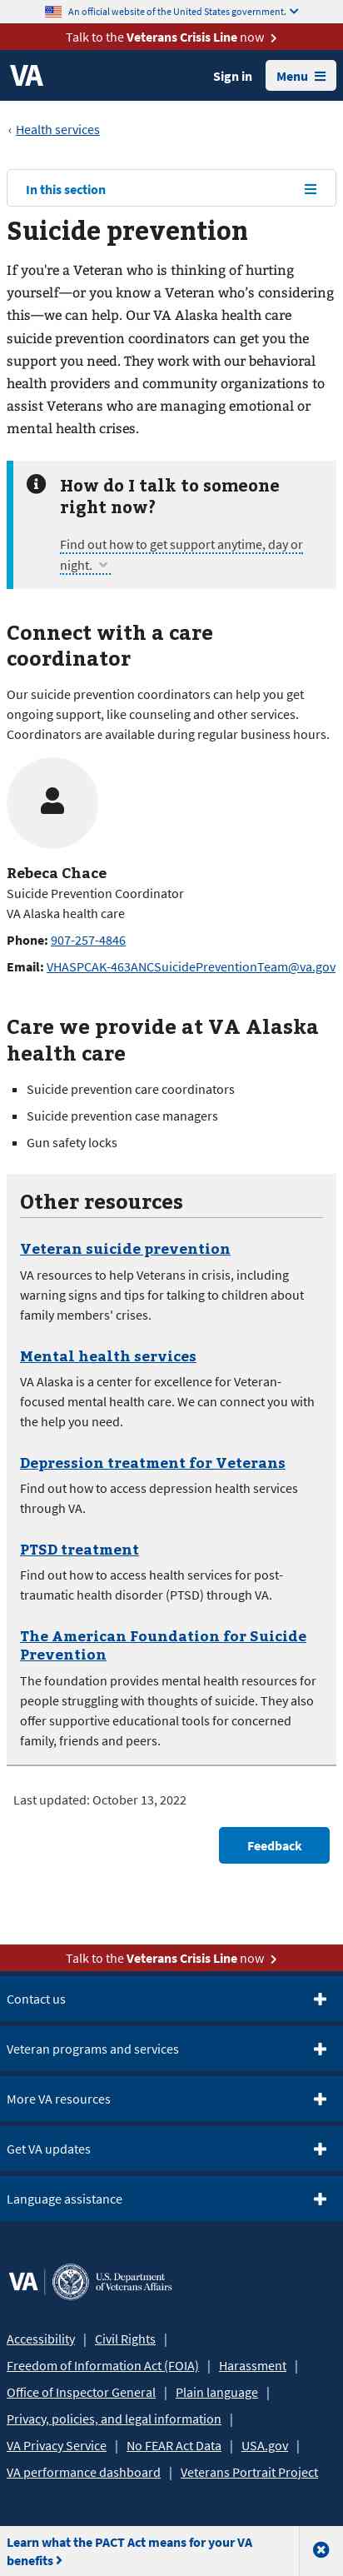 An official website of the United States government.
Talk to the Veterans Crisis Line now
VA
Sign in
Menu
‹ Health services
In this section
Suicide prevention
If you're a Veteran who is thinking of hurting
yourself—or you know a Veteran who's considering
this—we can help. Our VA Alaska health care
suicide prevention coordinators can get you the
support you need. They work with our behavioral
health providers and community organizations to
assist Veterans who are managing emotional or
mental health crises.
How do I talk to someone
right now?
Find out how to get support anytime, day or
night.
Connect with a care
coordinator
Our suicide prevention coordinators can help you get
ongoing support, like counseling and other services.
Coordinators are available during regular business hours.
Rebeca Chace
Suicide Prevention Coordinator
VA Alaska health care
Phone: 907-257-4846
Email: VHASPCAK-463ANCSuicidePreventionTeam@va.gov
Care we provide at VA Alaska
health care
Suicide prevention care coordinators
Suicide prevention case managers
Gun safety locks
Other resources
Veteran suicide prevention
VA resources to help Veterans in crisis, including
warning signs and tips for talking to children about
family members' crises.
Mental health services
VA Alaska is a center for excellence for Veteran-
focused mental health care. We can connect you with
the help you need.
Depression treatment for Veterans
Find out how to access depression health services
through VA.
PTSD treatment
Find out how to access health services for post-
traumatic health disorder (PTSD) through VA.
The American Foundation for Suicide
Prevention
The foundation provides mental health resources for
people struggling with thoughts of suicide. They also
offer supportive educational tools for concerned
family, friends and peers.
Last updated: October 13, 2022
Feedback
Talk to the Veterans Crisis Line now
Contact us
Veteran programs and services
More VA resources
Get VA updates
Language assistance
VA | U.S. Department
of Veterans Affairs
Accessibility | Civil Rights |
Freedom of Information Act (FOIA) | Harassment |
Office of Inspector General | Plain language |
Privacy, policies, and legal information |
VA Privacy Service | No FEAR Act Data | USA.gov |
VA performance dashboard | Veterans Portrait Project
Learn what the PACT Act means for your VA
benefits